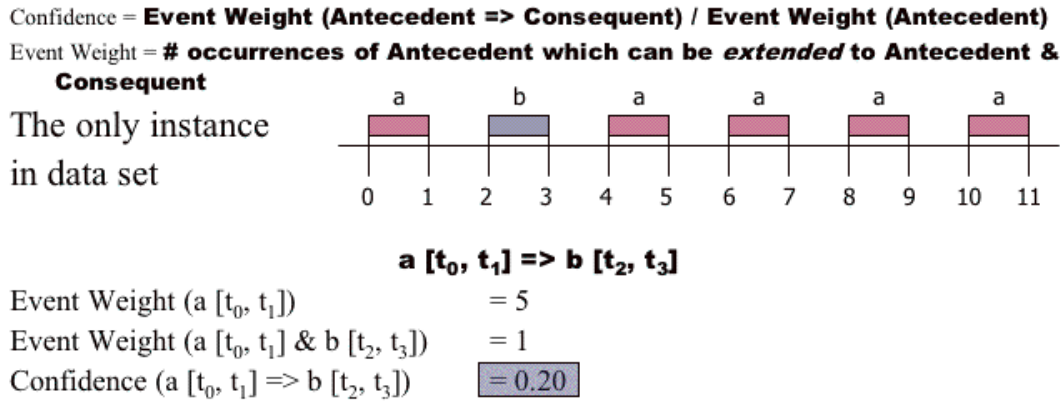 Confidence = Event Weight (Antecedent => Consequent) / Event Weight (Antecedent)
Event Weight = # occurrences of Antecedent which can be extended to Antecedent &
Consequent
The only instance
in data set
a b a a a a
0 1 2 3 4 5 6 7 8 9 10 11
a [t₀, t₁] => b [t₂, t₃]
Event Weight (a [t₀, t₁]) = 5
Event Weight (a [t₀, t₁] & b [t₂, t₃]) = 1
Confidence (a [t₀, t₁] => b [t₂, t₃]) = 0.20